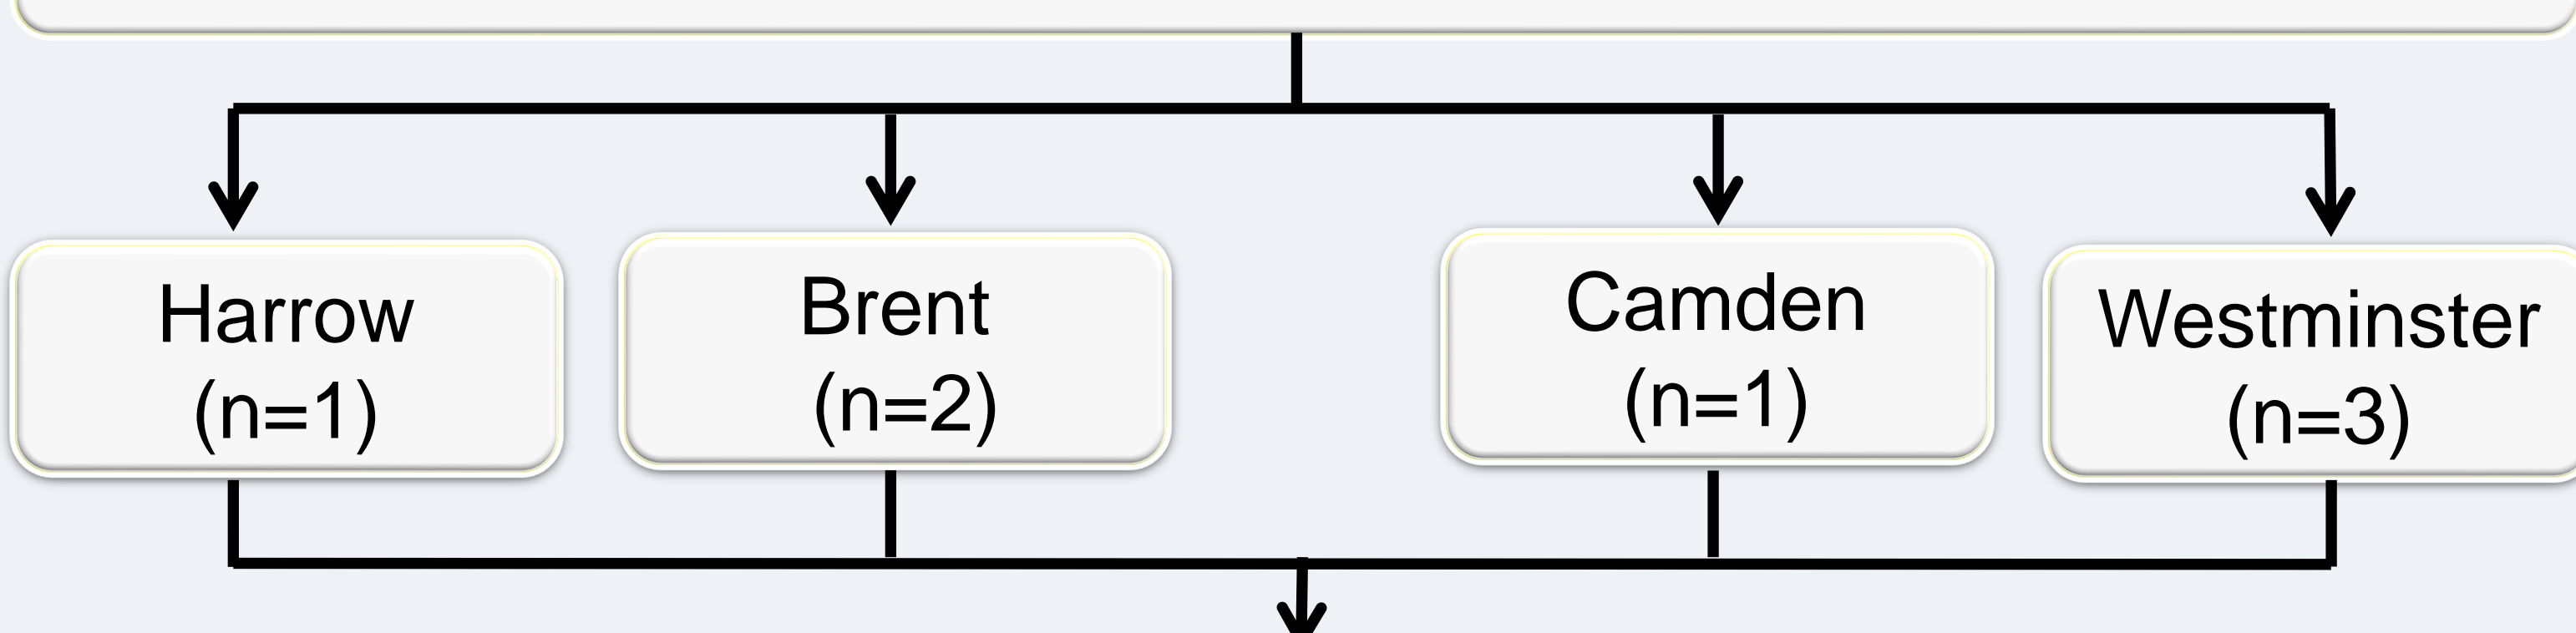 Harrow
(n=1)
Brent
(n=2)
Camden
(n=1)
Westminster
(n=3)